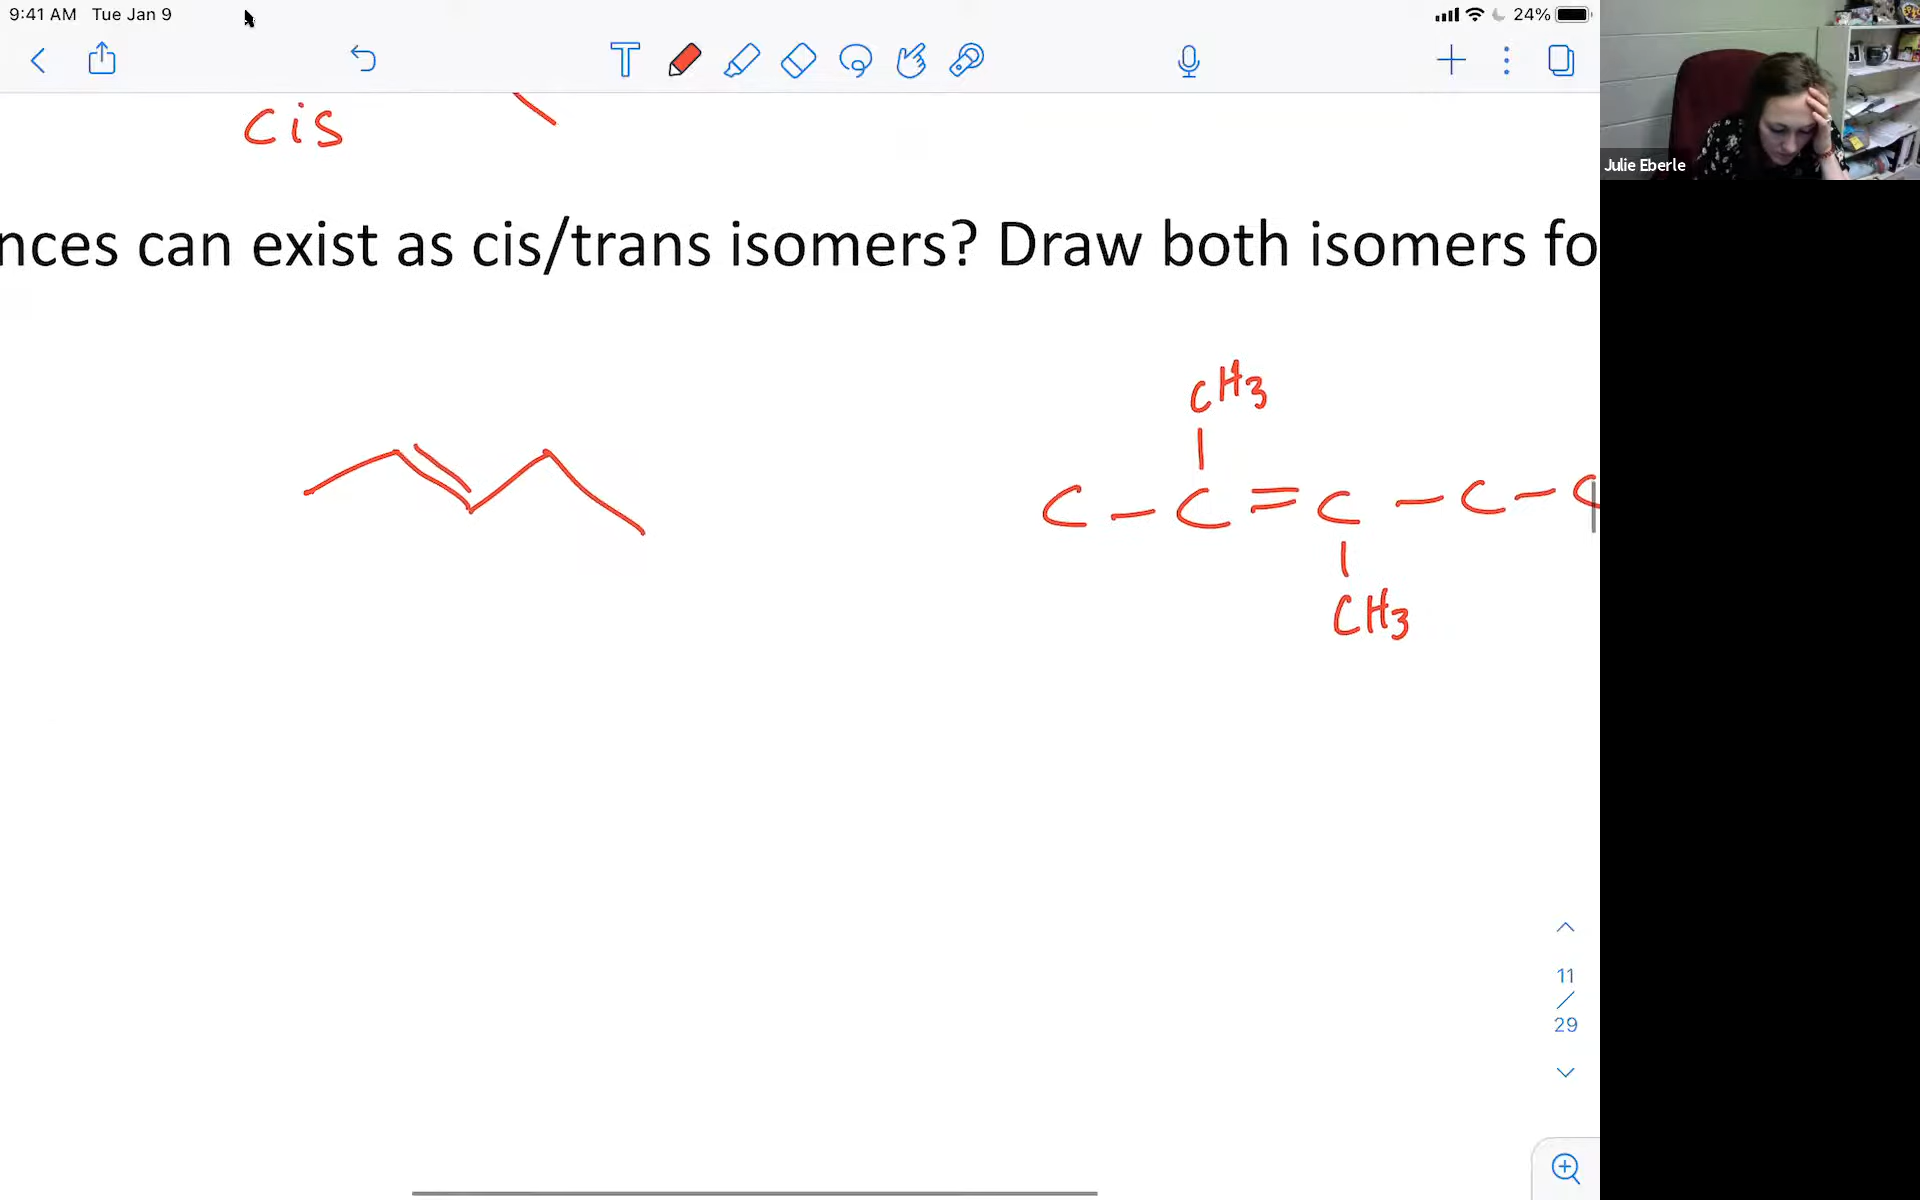 9:41 AM Tue Jan 9
24%
T
Julie Eberle
cis
nces can exist as cis/trans isomers? Draw both isomers fo
CH3
C - C = C - C - C
CH3
11
/
29